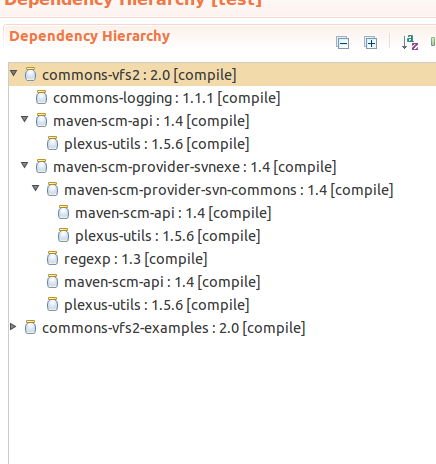 Dependency Hierarchy [test]
Dependency Hierarchy
commons-vfs2 : 2.0 [compile]
commons-logging : 1.1.1 [compile]
maven-scm-api : 1.4 [compile]
plexus-utils : 1.5.6 [compile]
maven-scm-provider-svnexe : 1.4 [compile]
maven-scm-provider-svn-commons : 1.4 [compile]
maven-scm-api : 1.4 [compile]
plexus-utils : 1.5.6 [compile]
regexp : 1.3 [compile]
maven-scm-api : 1.4 [compile]
plexus-utils : 1.5.6 [compile]
commons-vfs2-examples : 2.0 [compile]